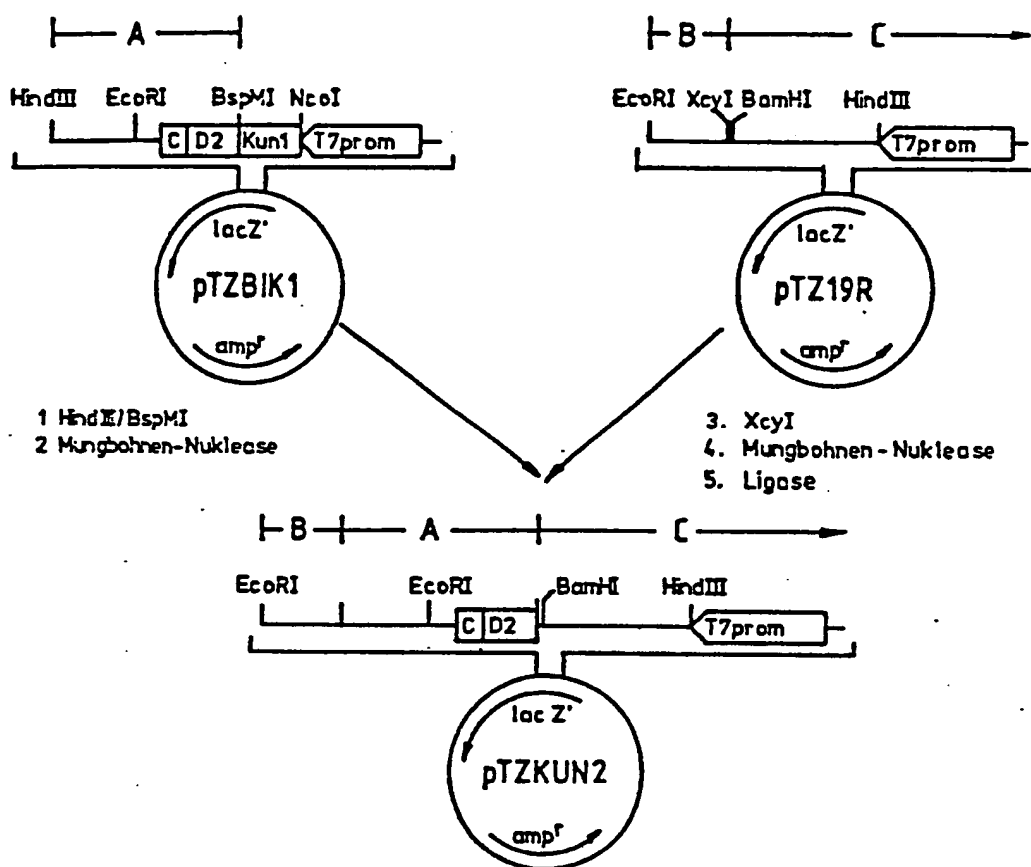 A
HindIII EcoRI BspMI NcoI
C D2 Kun1 T7prom
lacZ'
pTZBIK1
ampr
B C
EcoRI XcyI BamHI HindIII
T7prom
lacZ'
pTZ19R
ampr
1 HindIII/BspMI
2 Mungbohnen-Nuklease
3. XcyI
4. Mungbohnen-Nuklease
5. Ligase
B A C
EcoRI EcoRI BamHI HindIII
C D2 T7prom
lac Z'
pTZKUN2
ampr